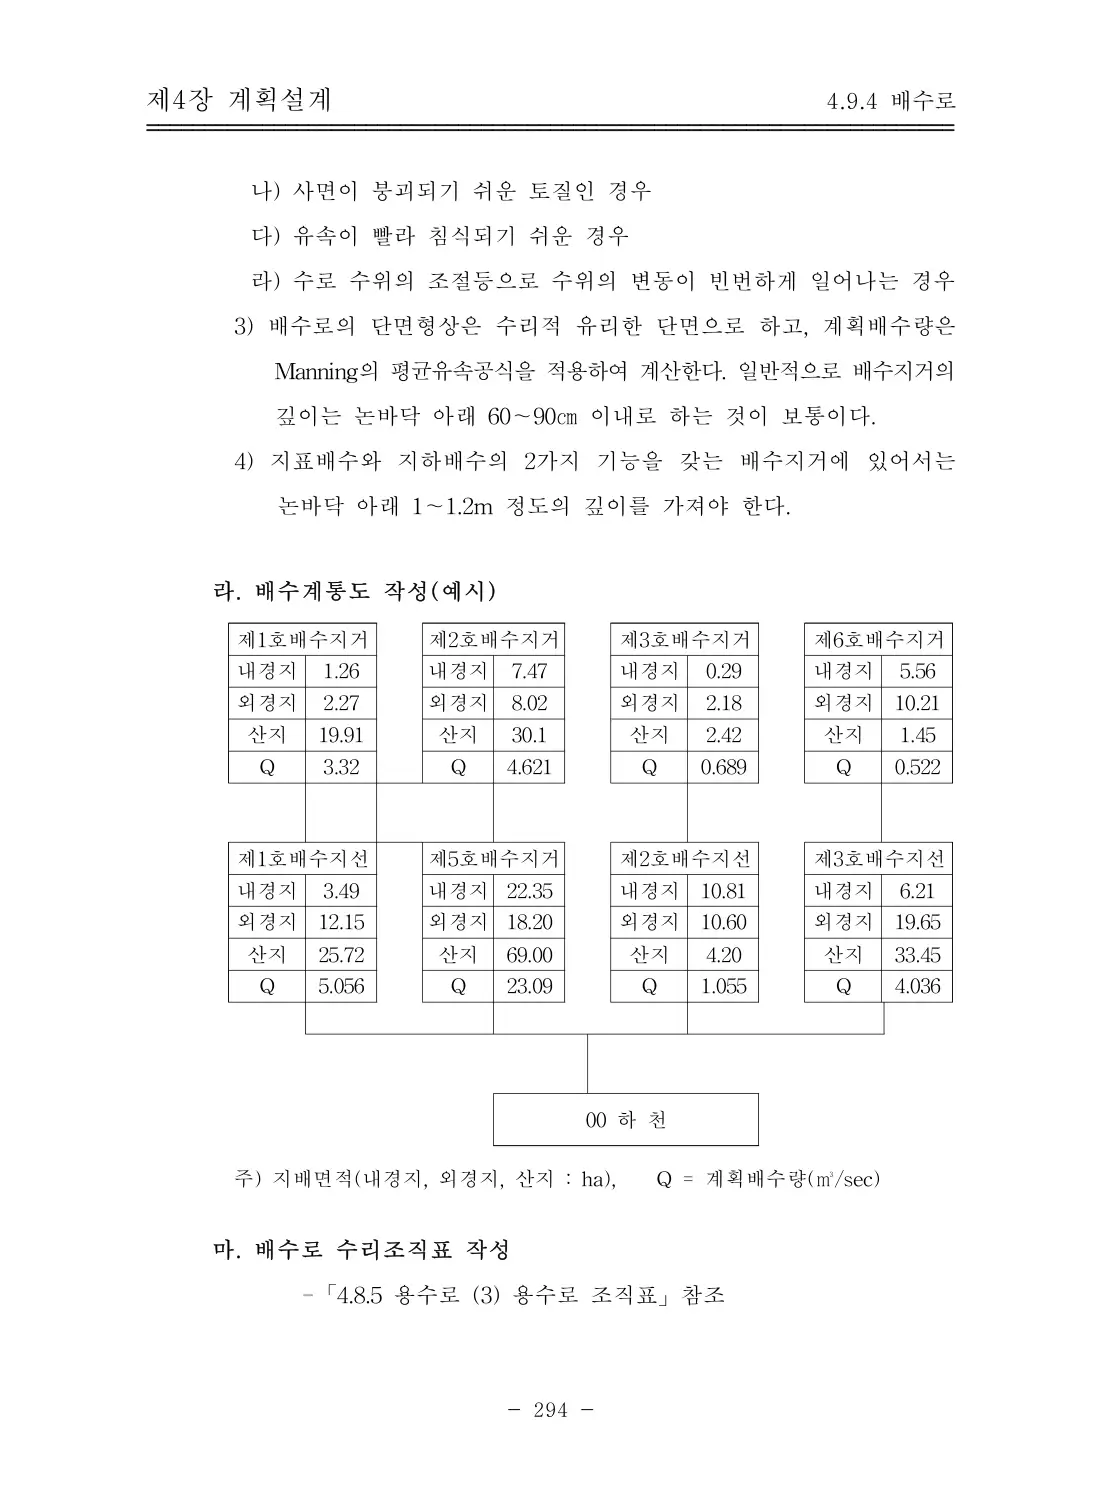 제4장 계획설계 4.9.4 배수로
나) 사면이 붕괴되기 쉬운 토질인 경우
다) 유속이 빨라 침식되기 쉬운 경우
라) 수로 수위의 조절등으로 수위의 변동이 빈번하게 일어나는 경우
3) 배수로의 단면형상은 수리적 유리한 단면으로 하고, 계획배수량은
Manning의 평균유속공식을 적용하여 계산한다. 일반적으로 배수지거의
깊이는 논바닥 아래 60～90㎝ 이내로 하는 것이 보통이다.
4) 지표배수와 지하배수의 2가지 기능을 갖는 배수지거에 있어서는
논바닥 아래 1～1.2m 정도의 깊이를 가져야 한다.
라. 배수계통도 작성(예시)
제1호배수지거 제2호배수지거 제3호배수지거 제6호배수지거
내경지 1.26 내경지 7.47 내경지 0.29 내경지 5.56
외경지 2.27 외경지 8.02 외경지 2.18 외경지 10.21
산지 19.91 산지 30.1 산지 2.42 산지 1.45
Q 3.32 Q 4.621 Q 0.689 Q 0.522
제1호배수지선 제5호배수지거 제2호배수지선 제3호배수지선
내경지 3.49 내경지 22.35 내경지 10.81 내경지 6.21
외경지 12.15 외경지 18.20 외경지 10.60 외경지 19.65
산지 25.72 산지 69.00 산지 4.20 산지 33.45
Q 5.056 Q 23.09 Q 1.055 Q 4.036
00 하 천
주) 지배면적(내경지, 외경지, 산지 : ha), Q = 계획배수량(㎥/sec)
마. 배수로 수리조직표 작성
-「4.8.5 용수로 (3) 용수로 조직표」참조
- 294 -